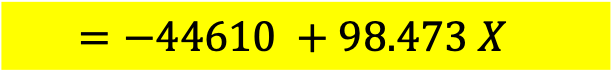 = −44610 + 98.473 X